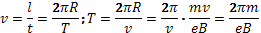 v = l/t = 2πR/T; T = 2πR/v = 2π/v · mv/eB = 2πm/eB